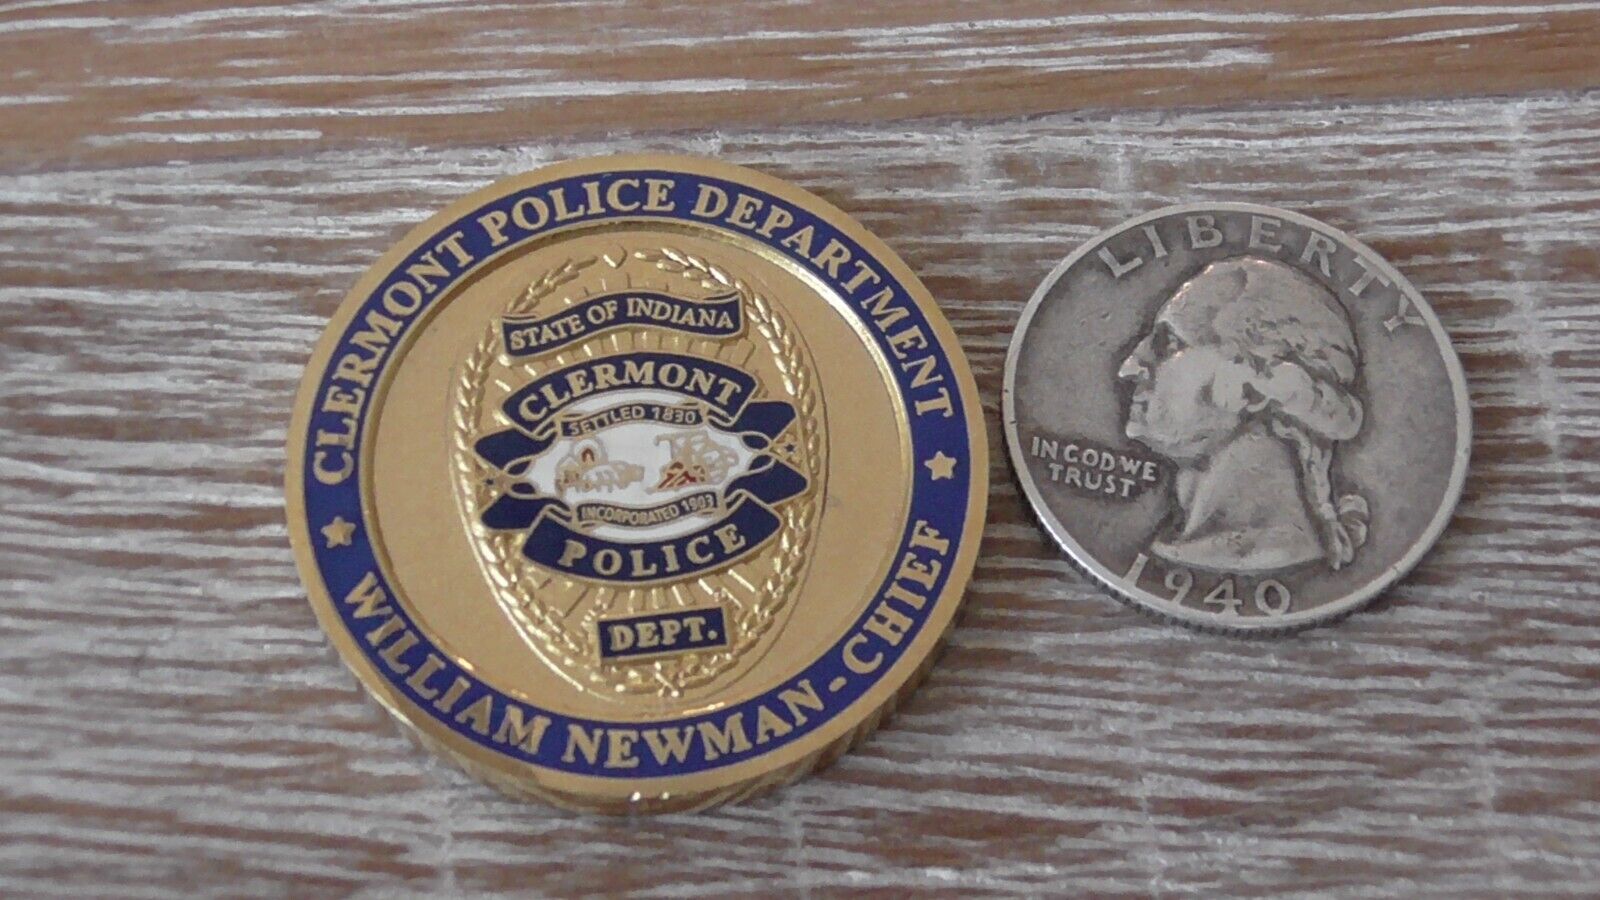 CLERMONT POLICE DEPARTMENT
STATE OF INDIANA
CLERMONT
SETTLED 1830
INCORPORATED 1903
POLICE
DEPT.
WILLIAM NEWMAN - CHIEF
LIBERTY
IN GOD WE
TRUST
1940